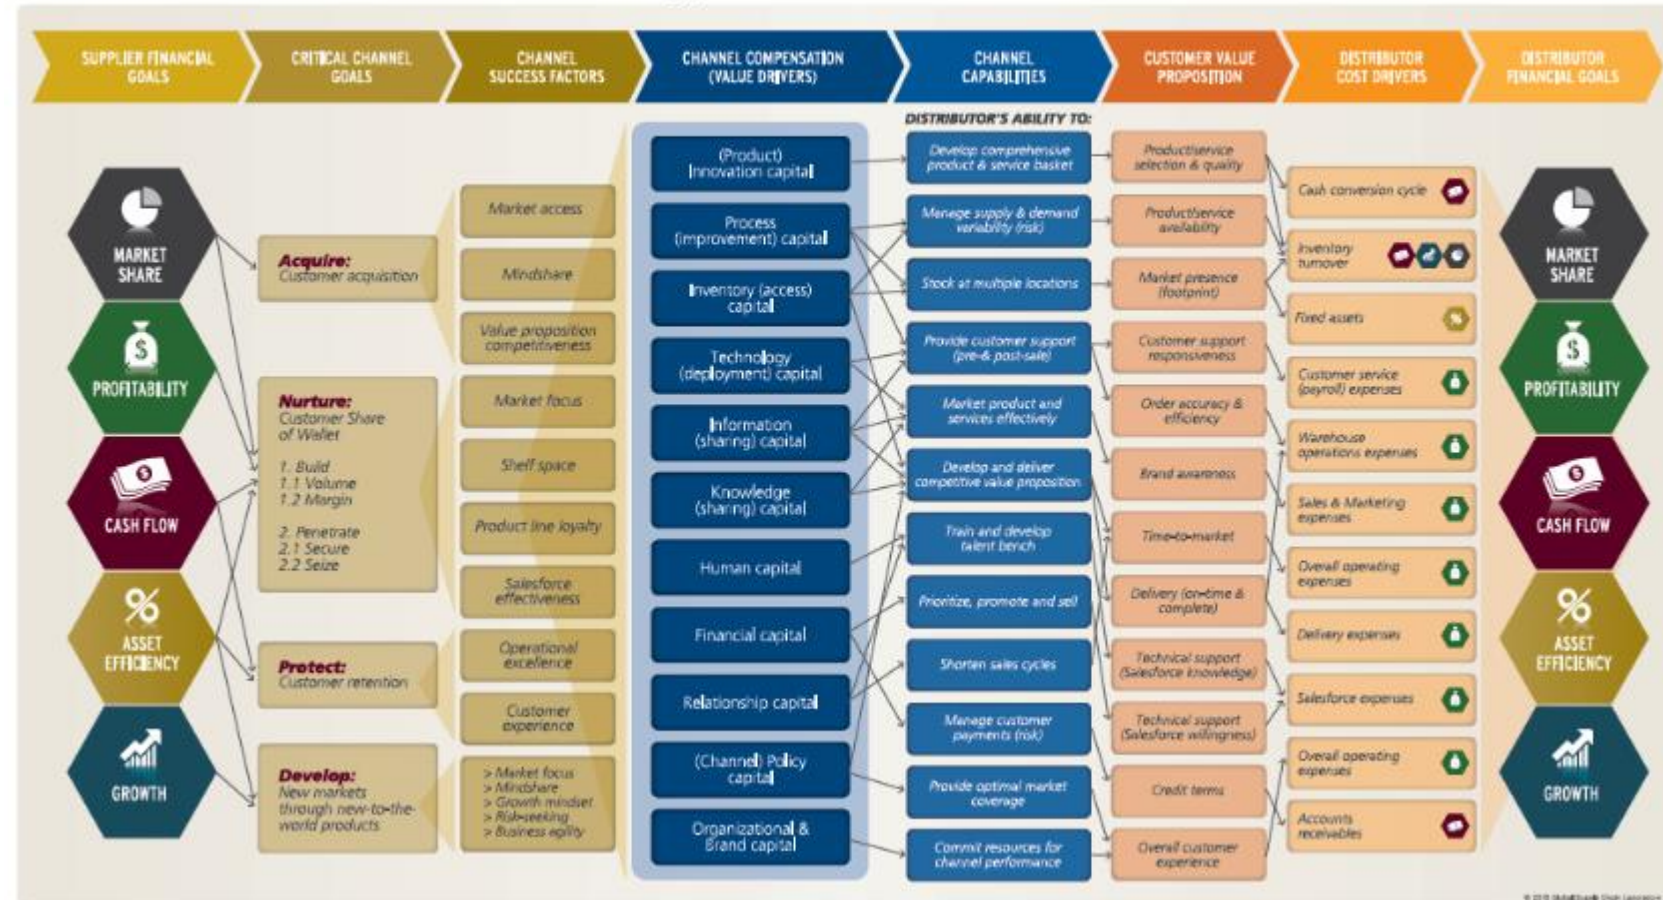 SUPPLIER FINANCIAL
GOALS
CRITICAL CHANNEL
GOALS
CHANNEL
SUCCESS FACTORS
CHANNEL COMPENSATION
(VALUE DRIVERS)
CHANNEL
CAPABILITIES
CUSTOMER VALUE
PROPOSITION
DISTRIBUTOR
COST DRIVERS
DISTRIBUTOR
FINANCIAL GOALS
MARKET
SHARE
$
PROFITABILITY
$
CASH FLOW
%
ASSET
EFFICIENCY
GROWTH
Acquire:
Customer acquisition
Nurture:
Customer Share
of Wallet
1. Build
1.1 Volume
1.2 Margin
2. Penetrate
2.1 Secure
2.2 Seize
Protect:
Customer retention
Develop:
New markets
through new-to-the-
world products
Market access
Mindshare
Value proposition
competitiveness
Market focus
Shelf space
Product line loyalty
Salesforce
effectiveness
Operational
excellence
Customer
experience
> Market focus
> Mindshare
> Growth mindset
> Risk-seeking
> Business agility
(Product)
Innovation capital
Process
(improvement) capital
Inventory (access)
capital
Technology
(deployment) capital
Information
(sharing) capital
Knowledge
(sharing) capital
Human capital
Financial capital
Relationship capital
(Channel) Policy
capital
Organizational &
Brand capital
DISTRIBUTOR'S ABILITY TO:
Develop comprehensive
product & service basket
Manage supply & demand
variability (risk)
Stock at multiple locations
Provide customer support
(pre-& post-sale)
Market product and
services effectively
Develop and deliver
competitive value proposition
Train and develop
talent bench
Prioritize, promote and sell
Shorten sales cycles
Manage customer
payments (risk)
Provide optimal market
coverage
Commit resources for
channel performance
Product/service
selection & quality
Product/service
availability
Market presence
(footprint)
Customer support
responsiveness
Order accuracy &
efficiency
Brand awareness
Time-to-market
Delivery (on-time &
complete)
Technical support
(Salesforce knowledge)
Technical support
(Salesforce willingness)
Credit terms
Overall customer
experience
Cash conversion cycle
Inventory
turnover
Fixed assets
%
Customer service
(payroll) expenses
Warehouse
operations expenses
Sales & Marketing
expenses
Overall operating
expenses
Delivery expenses
Salesforce expenses
Overall operating
expenses
Accounts
receivables
MARKET
SHARE
$
PROFITABILITY
$
CASH FLOW
%
ASSET
EFFICIENCY
GROWTH